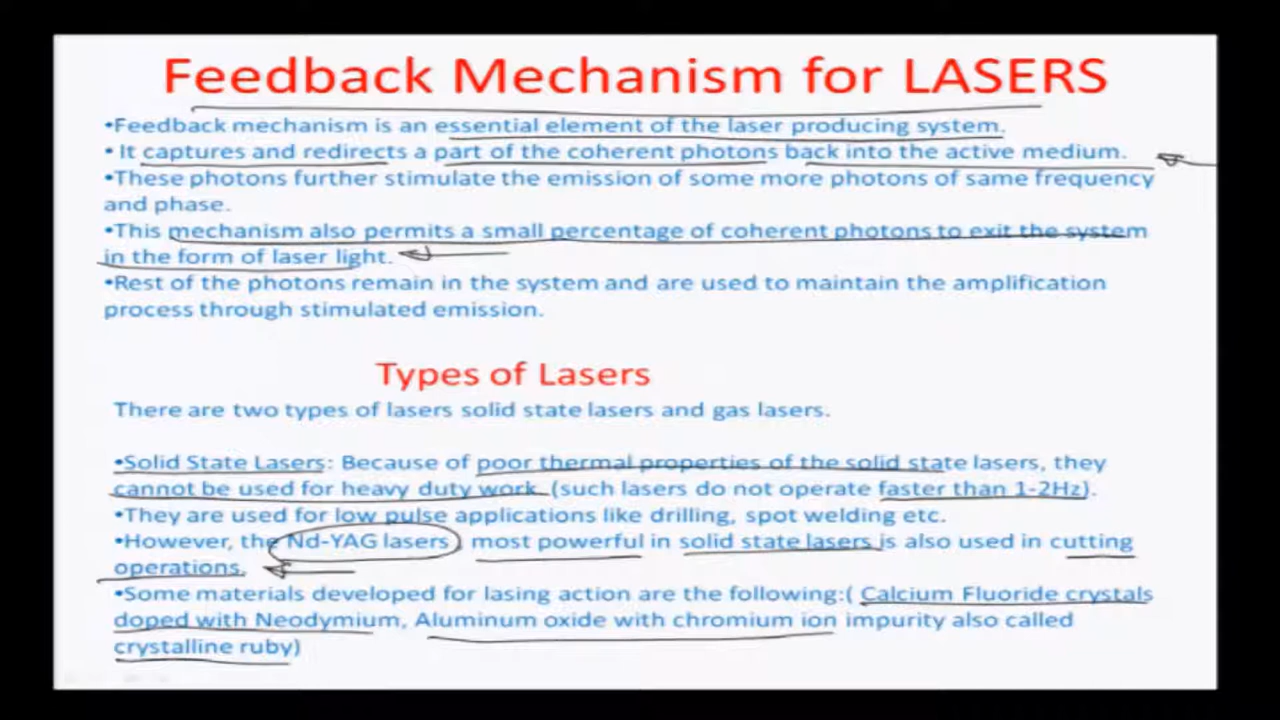 Feedback Mechanism for LASERS
•Feedback mechanism is an essential element of the laser producing system.
• It captures and redirects a part of the coherent photons back into the active medium.
•These photons further stimulate the emission of some more photons of same frequency
and phase.
•This mechanism also permits a small percentage of coherent photons to exit the system
in the form of laser light.
•Rest of the photons remain in the system and are used to maintain the amplification
process through stimulated emission.
Types of Lasers
There are two types of lasers solid state lasers and gas lasers.
•Solid State Lasers: Because of poor thermal properties of the solid state lasers, they
cannot be used for heavy duty work (such lasers do not operate faster than 1-2Hz).
•They are used for low pulse applications like drilling, spot welding etc.
•However, the Nd-YAG lasers most powerful in solid state lasers is also used in cutting
operations.
•Some materials developed for lasing action are the following:( Calcium Fluoride crystals
doped with Neodymium, Aluminum oxide with chromium ion impurity also called
crystalline ruby)